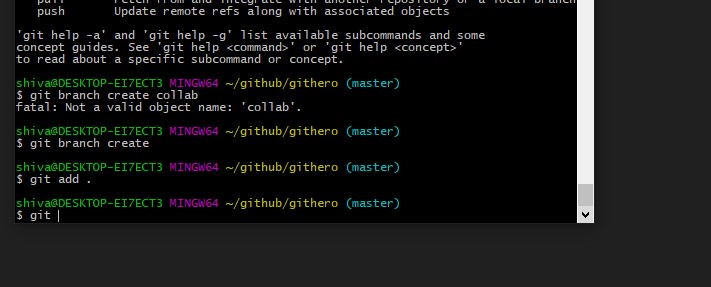 pull Fetch from and integrate with another repository or a local branch
push Update remote refs along with associated objects
'git help -a' and 'git help -g' list available subcommands and some
concept guides. See 'git help <command>' or 'git help <concept>'
to read about a specific subcommand or concept.
shiva@DESKTOP-EI7ECT3 MINGW64 ~/github/githero (master)
$ git branch create collab
fatal: Not a valid object name: 'collab'.
shiva@DESKTOP-EI7ECT3 MINGW64 ~/github/githero (master)
$ git branch create
shiva@DESKTOP-EI7ECT3 MINGW64 ~/github/githero (master)
$ git add .
shiva@DESKTOP-EI7ECT3 MINGW64 ~/github/githero (master)
$ git